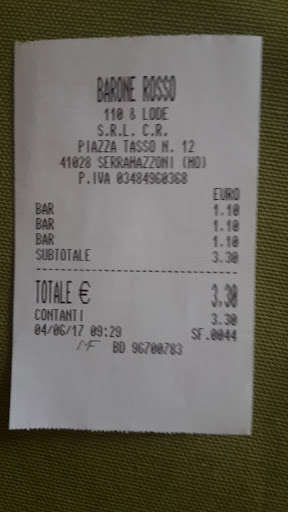 BARONE ROSSO
110 & LODE
S.R.L. C.R.
PIAZZA TASSO N. 12
41028 SERRAMAZZONI (MO)
P.IVA 03484960368
EURO
BAR 1.10
BAR 1.10
BAR 1.10
SUBTOTALE 3.30
TOTALE € 3.30
CONTANTI 3.30
04/06/17 09:29 SF.0044
MF BD 96700783